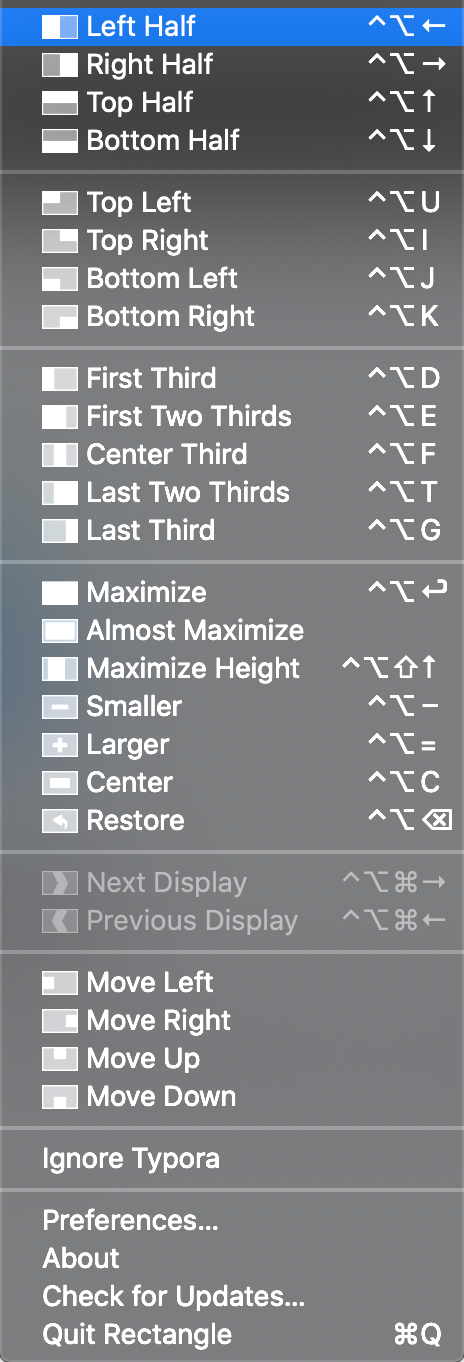 Left Half ^⌥←
Right Half ^⌥→
Top Half ^⌥↑
Bottom Half ^⌥↓
Top Left ^⌥U
Top Right ^⌥I
Bottom Left ^⌥J
Bottom Right ^⌥K
First Third ^⌥D
First Two Thirds ^⌥E
Center Third ^⌥F
Last Two Thirds ^⌥T
Last Third ^⌥G
Maximize ^⌥↩
Almost Maximize
Maximize Height ^⌥⇧↑
Smaller ^⌥−
Larger ^⌥=
Center ^⌥C
Restore ^⌥⌫
Next Display ^⌥⌘→
Previous Display ^⌥⌘←
Move Left
Move Right
Move Up
Move Down
Ignore Typora
Preferences...
About
Check for Updates...
Quit Rectangle ⌘Q